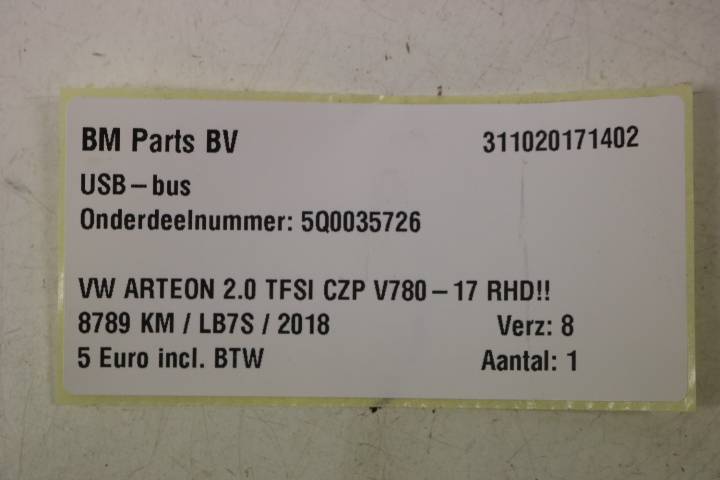 BM Parts BV 311020171402
USB-bus
Onderdeelnummer: 5Q0035726
VW ARTEON 2.0 TFSI CZP V780-17 RHD!!
8789 KM / LB7S / 2018 Verz: 8
5 Euro incl. BTW Aantal: 1